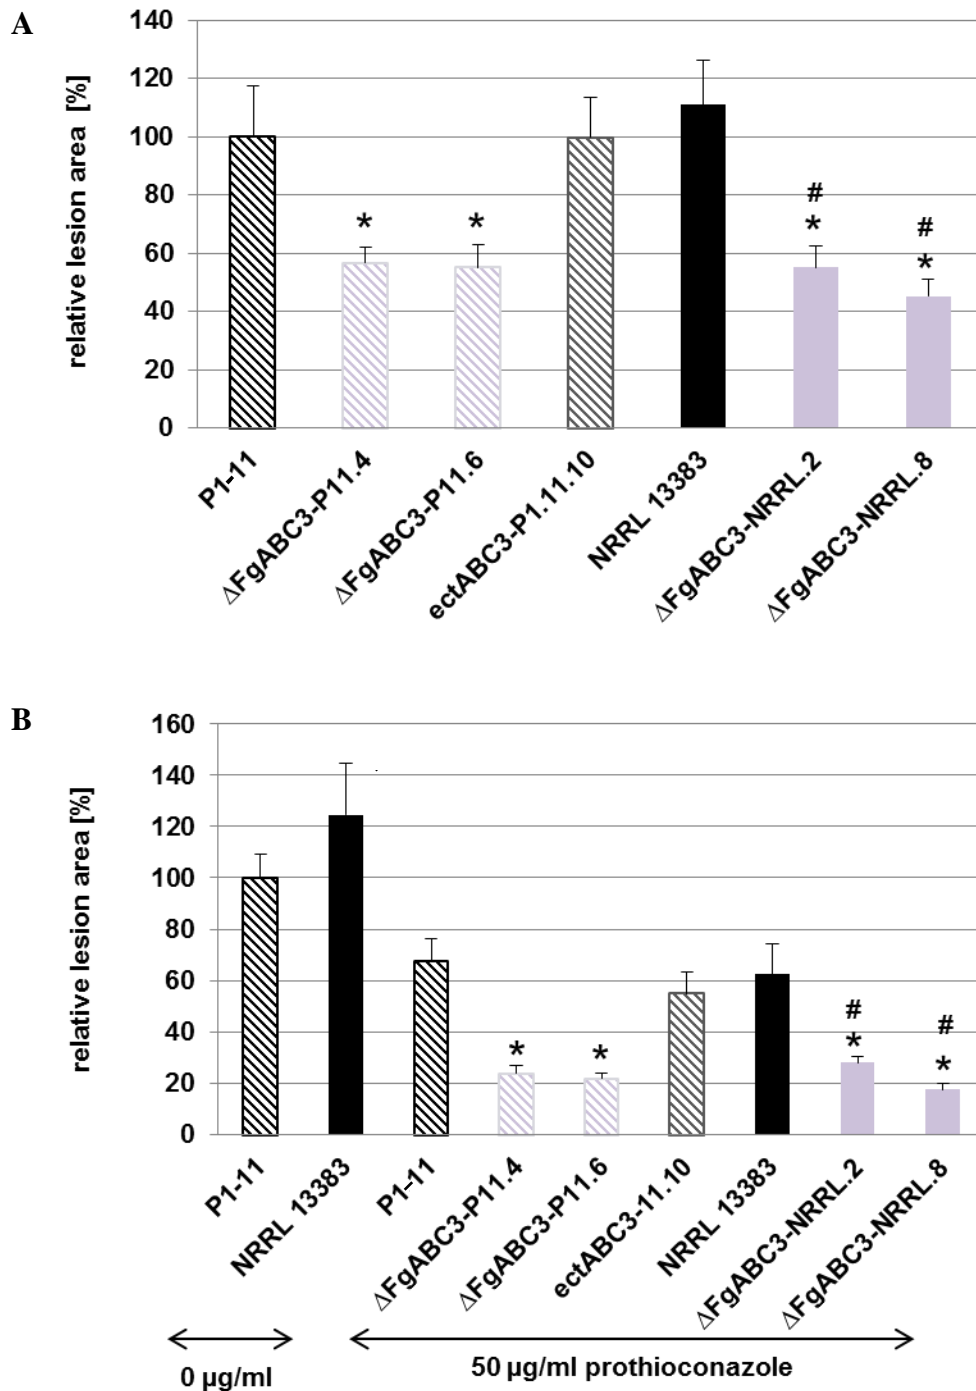 A
relative lesion area [%]
140
120
100
80
60
40
20
0
*
*
#
*
#
*
P1-11
ΔFgABC3-P11.4
ΔFgABC3-P11.6
ectABC3-P1.11.10
NRRL 13383
ΔFgABC3-NRRL.2
ΔFgABC3-NRRL.8
B
relative lesion area [%]
160
140
120
100
80
60
40
20
0
*
*
#
*
#
*
P1-11
NRRL 13383
P1-11
ΔFgABC3-P11.4
ΔFgABC3-P11.6
ectABC3-11.10
NRRL 13383
ΔFgABC3-NRRL.2
ΔFgABC3-NRRL.8
0 µg/ml
50 µg/ml prothioconazole